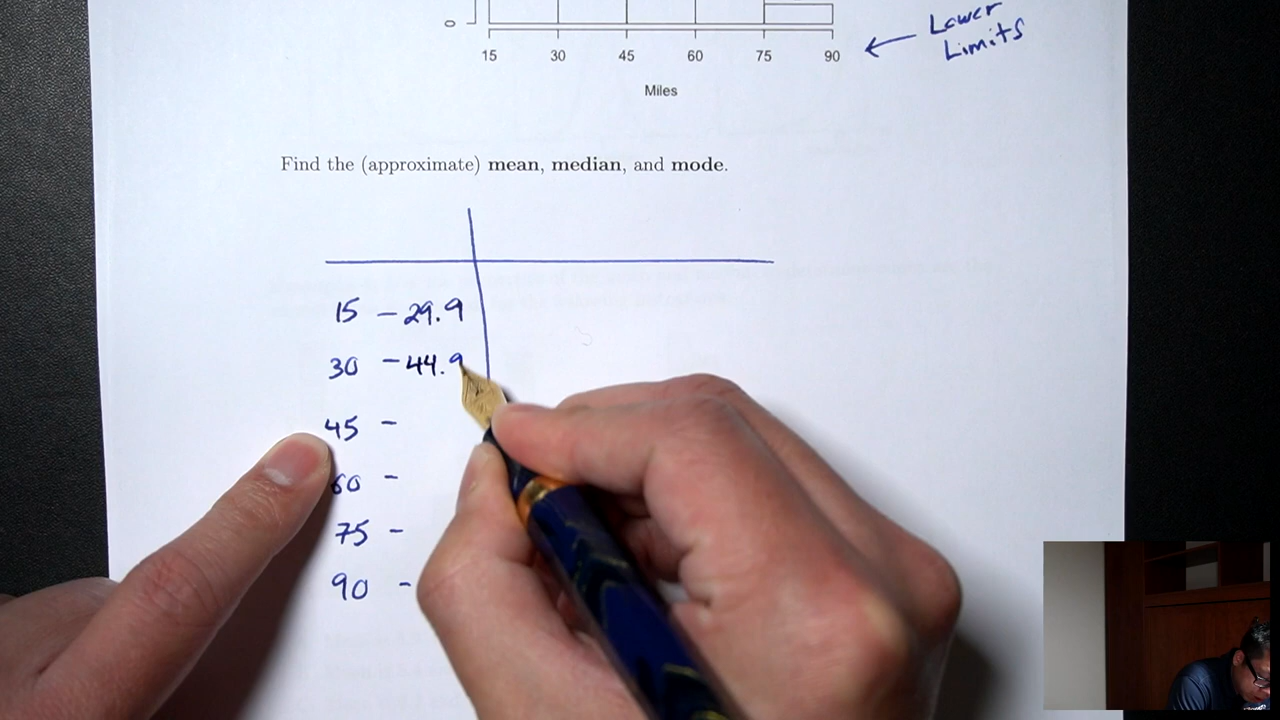 0
15 30 45 60 75 90
Miles
← Lower
Limits
Find the (approximate) mean, median, and mode.
15 – 29.9
30 – 44.9
45 –
60 –
75 –
90 –